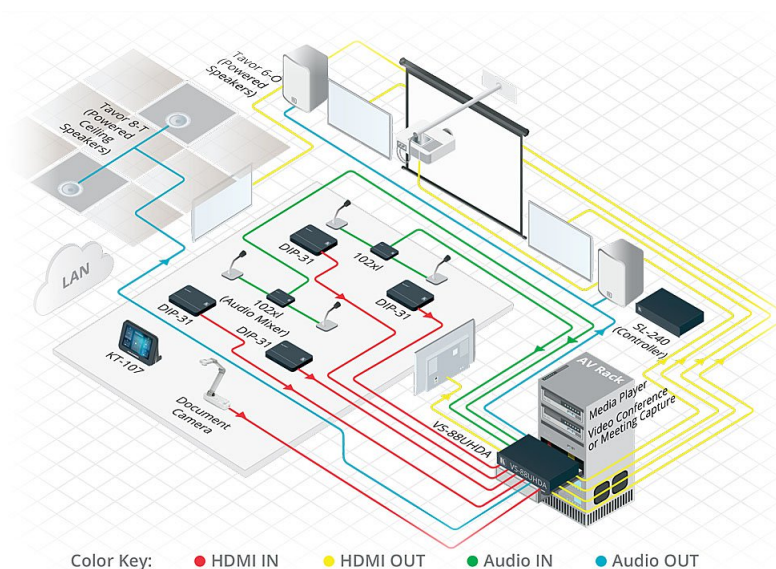 Tavor 6-O
(Powered
Speakers)
Tavor 8-T
(Powered
Ceiling
Speakers)
LAN
DIP-31
102xl
DIP-31
102xl
(Audio Mixer)
DIP-31
DIP-31
KT-107
Document
Camera
SL-240
(Controller)
AV Rack
Media Player
Video Conference
or Meeting Capture
VS-88UHDA
VS-88UHDA
Color Key:
HDMI IN
HDMI OUT
Audio IN
Audio OUT